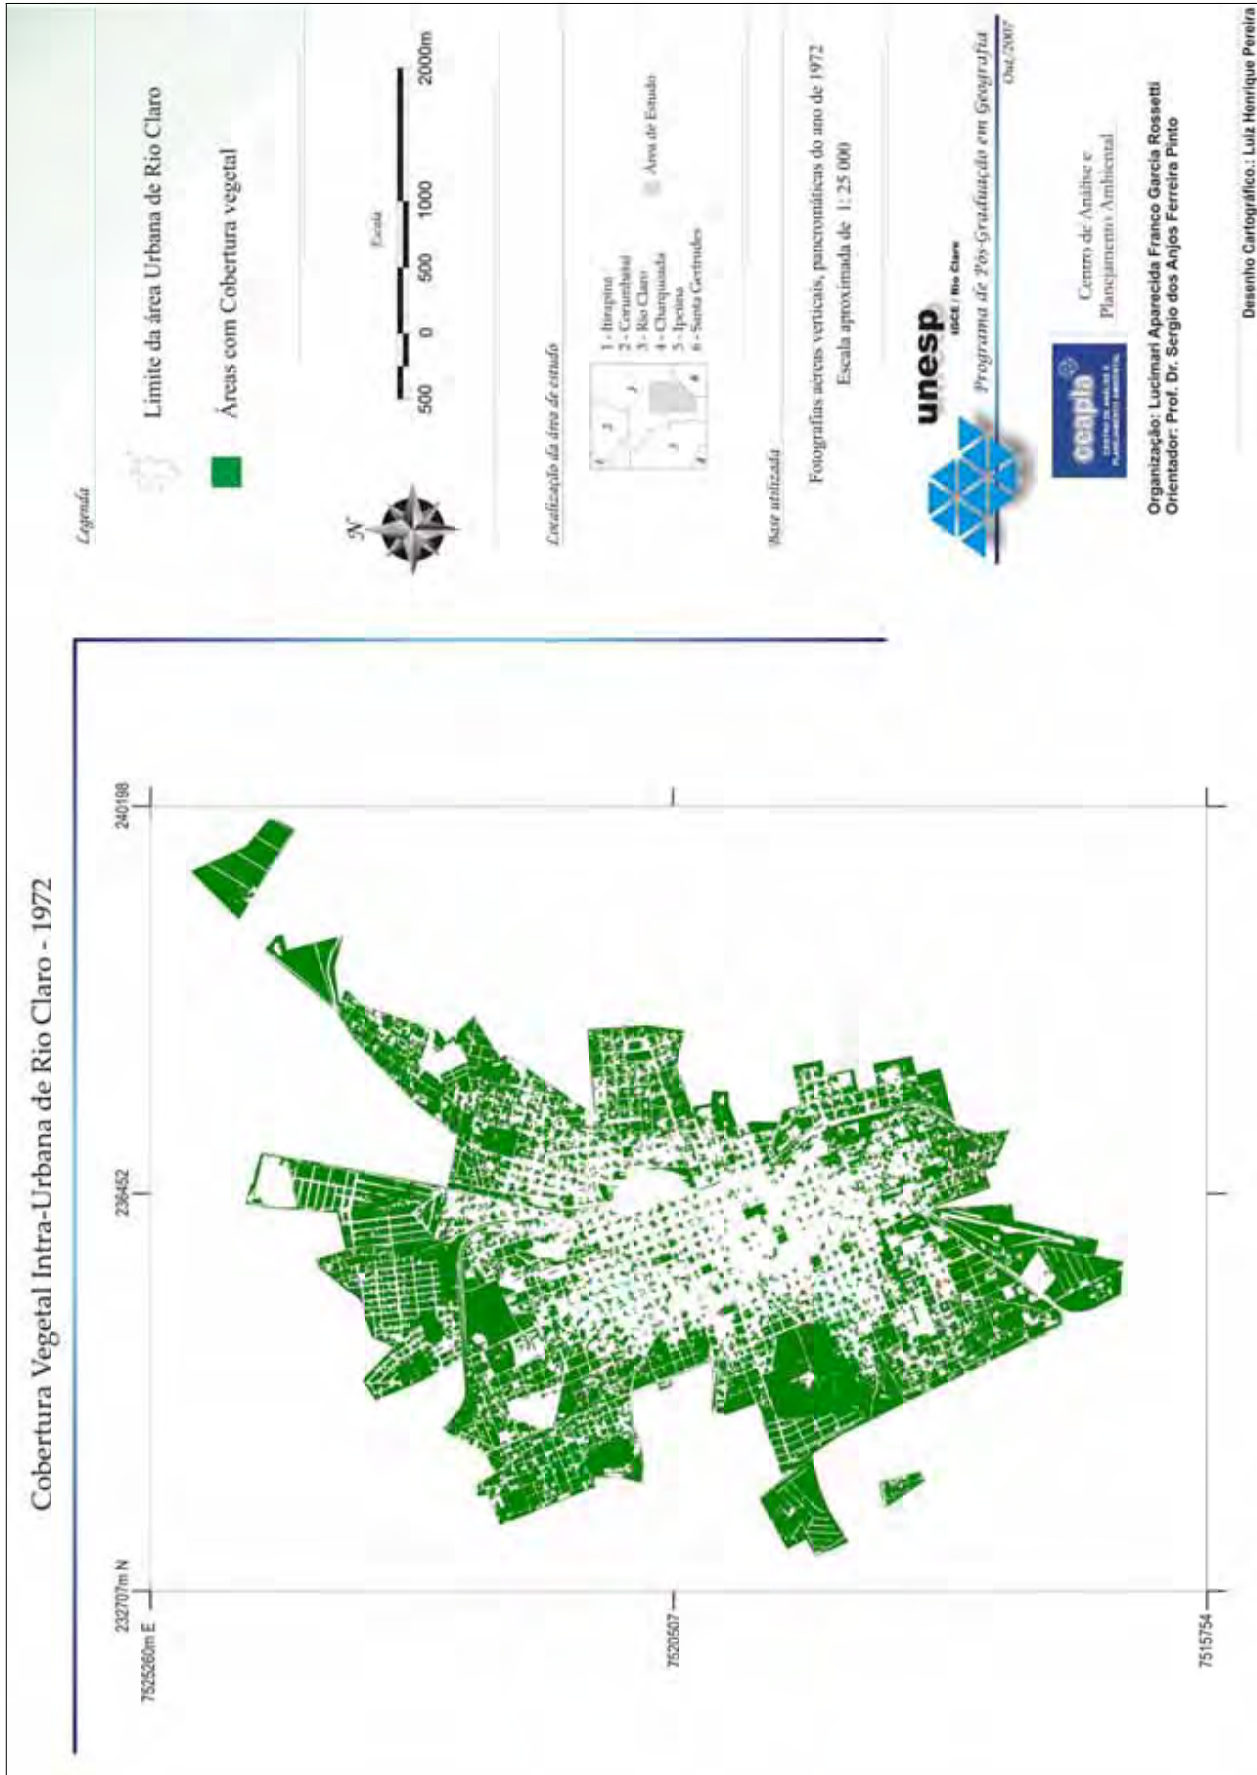 Cobertura Vegetal Intra-Urbana de Rio Claro - 1972
232707m N
236452
240198
7525260m E
7520507
7515754
Legenda
Limite da área Urbana de Rio Claro
Áreas com Cobertura vegetal
N
Escala
500 0 500 1000 2000m
Localização da área de estudo
1 - Itirapina
2 - Corumbataí
3 - Rio Claro
4 - Charqueada
5 - Ipeúna
6 - Santa Gertrudes
Área de Estudo
Base utilizada
Fotografias aéreas verticais, pancromáticas do ano de 1972
Escala aproximada de 1: 25 000
unesp
IGCE / Rio Claro
Programa de Pós-Graduação em Geografia
Out/2007
ceapla
CENTRO DE ANÁLISE E
PLANEJAMENTO AMBIENTAL
Centro de Análise e
Planejamento Ambiental
Organização: Lucimari Aparecida Franco Garcia Rossetti
Orientador: Prof. Dr. Sergio dos Anjos Ferreira Pinto
Desenho Cartográfico.: Luiz Henrique Pereira